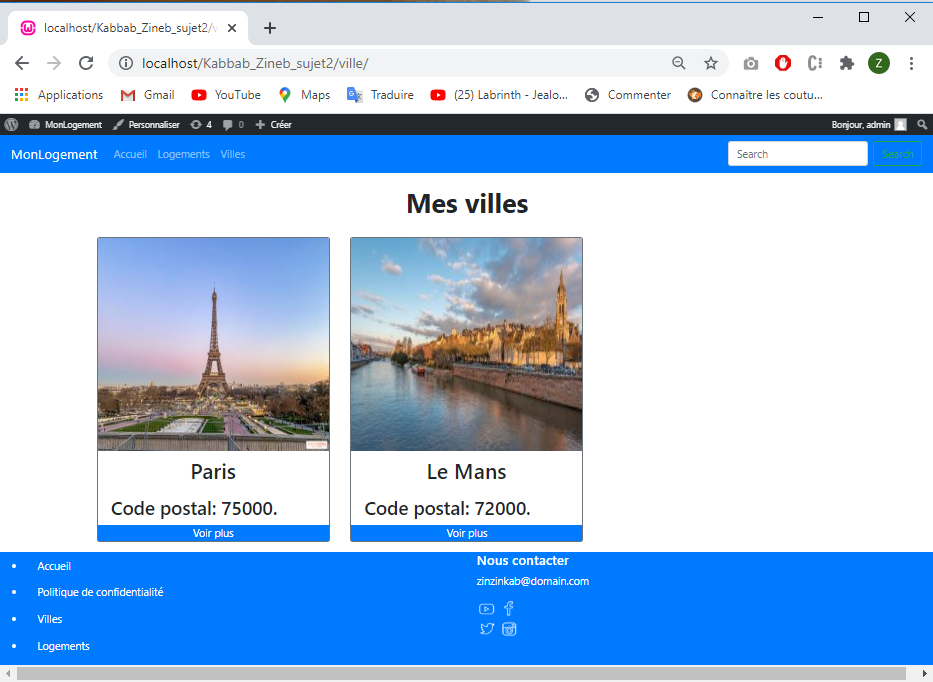 localhost/Kabbab_Zineb_sujet2/v
localhost/Kabbab_Zineb_sujet2/ville/
Z
Applications Gmail YouTube Maps Traduire (25) Labrinth - Jealo... Commenter Connaître les coutu...
MonLogement Personnaliser 4 0 Créer Bonjour, admin
MonLogement Accueil Logements Villes Search Search
Mes villes
Paris
Code postal: 75000.
Voir plus
Le Mans
Code postal: 72000.
Voir plus
Accueil
Politique de confidentialité
Villes
Logements
Nous contacter
zinzinkab@domain.com